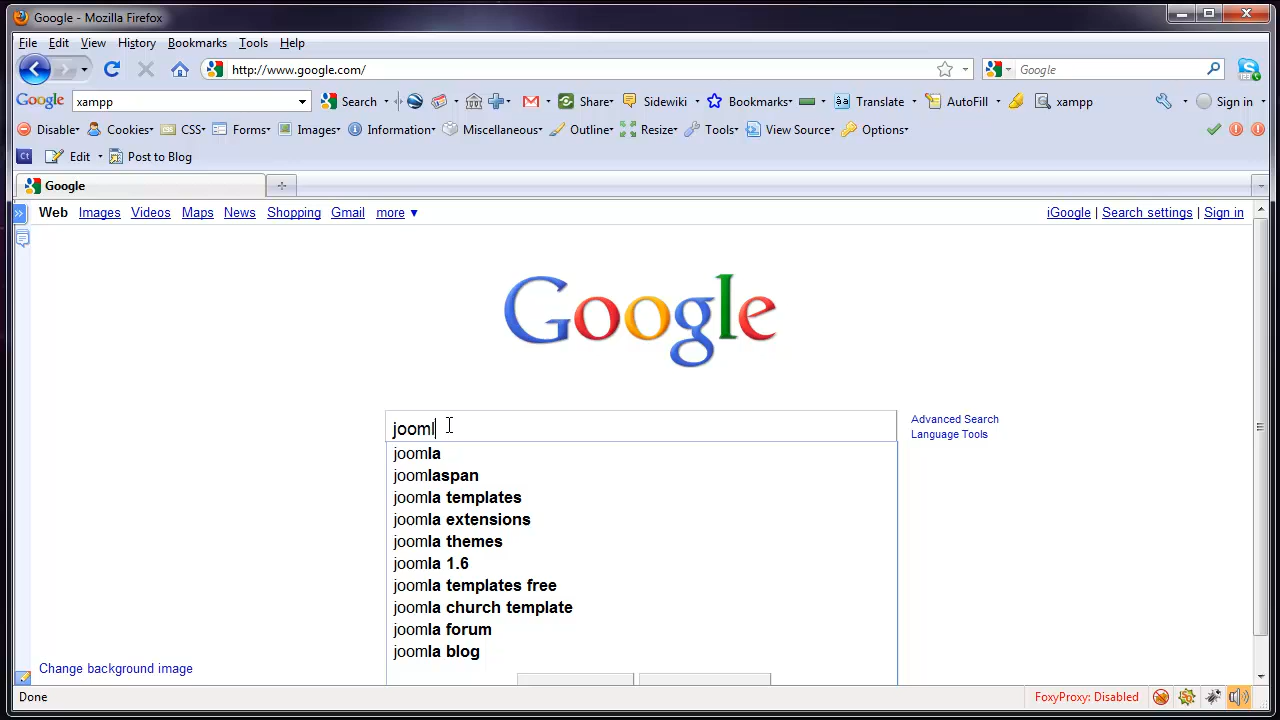 Google - Mozilla Firefox
File Edit View History Bookmarks Tools Help
http://www.google.com/ Google
Google xampp Search Share Sidewiki Bookmarks Translate AutoFill xampp Sign in
Disable Cookies CSS Forms Images Information Miscellaneous Outline Resize Tools View Source Options
Ct Edit Post to Blog
Google
Web Images Videos Maps News Shopping Gmail more ▼ iGoogle | Search settings | Sign in
Google
jooml
Advanced Search
Language Tools
joomla
joomlaspan
joomla templates
joomla extensions
joomla themes
joomla 1.6
joomla templates free
joomla church template
joomla forum
joomla blog
Change background image
Done FoxyProxy: Disabled